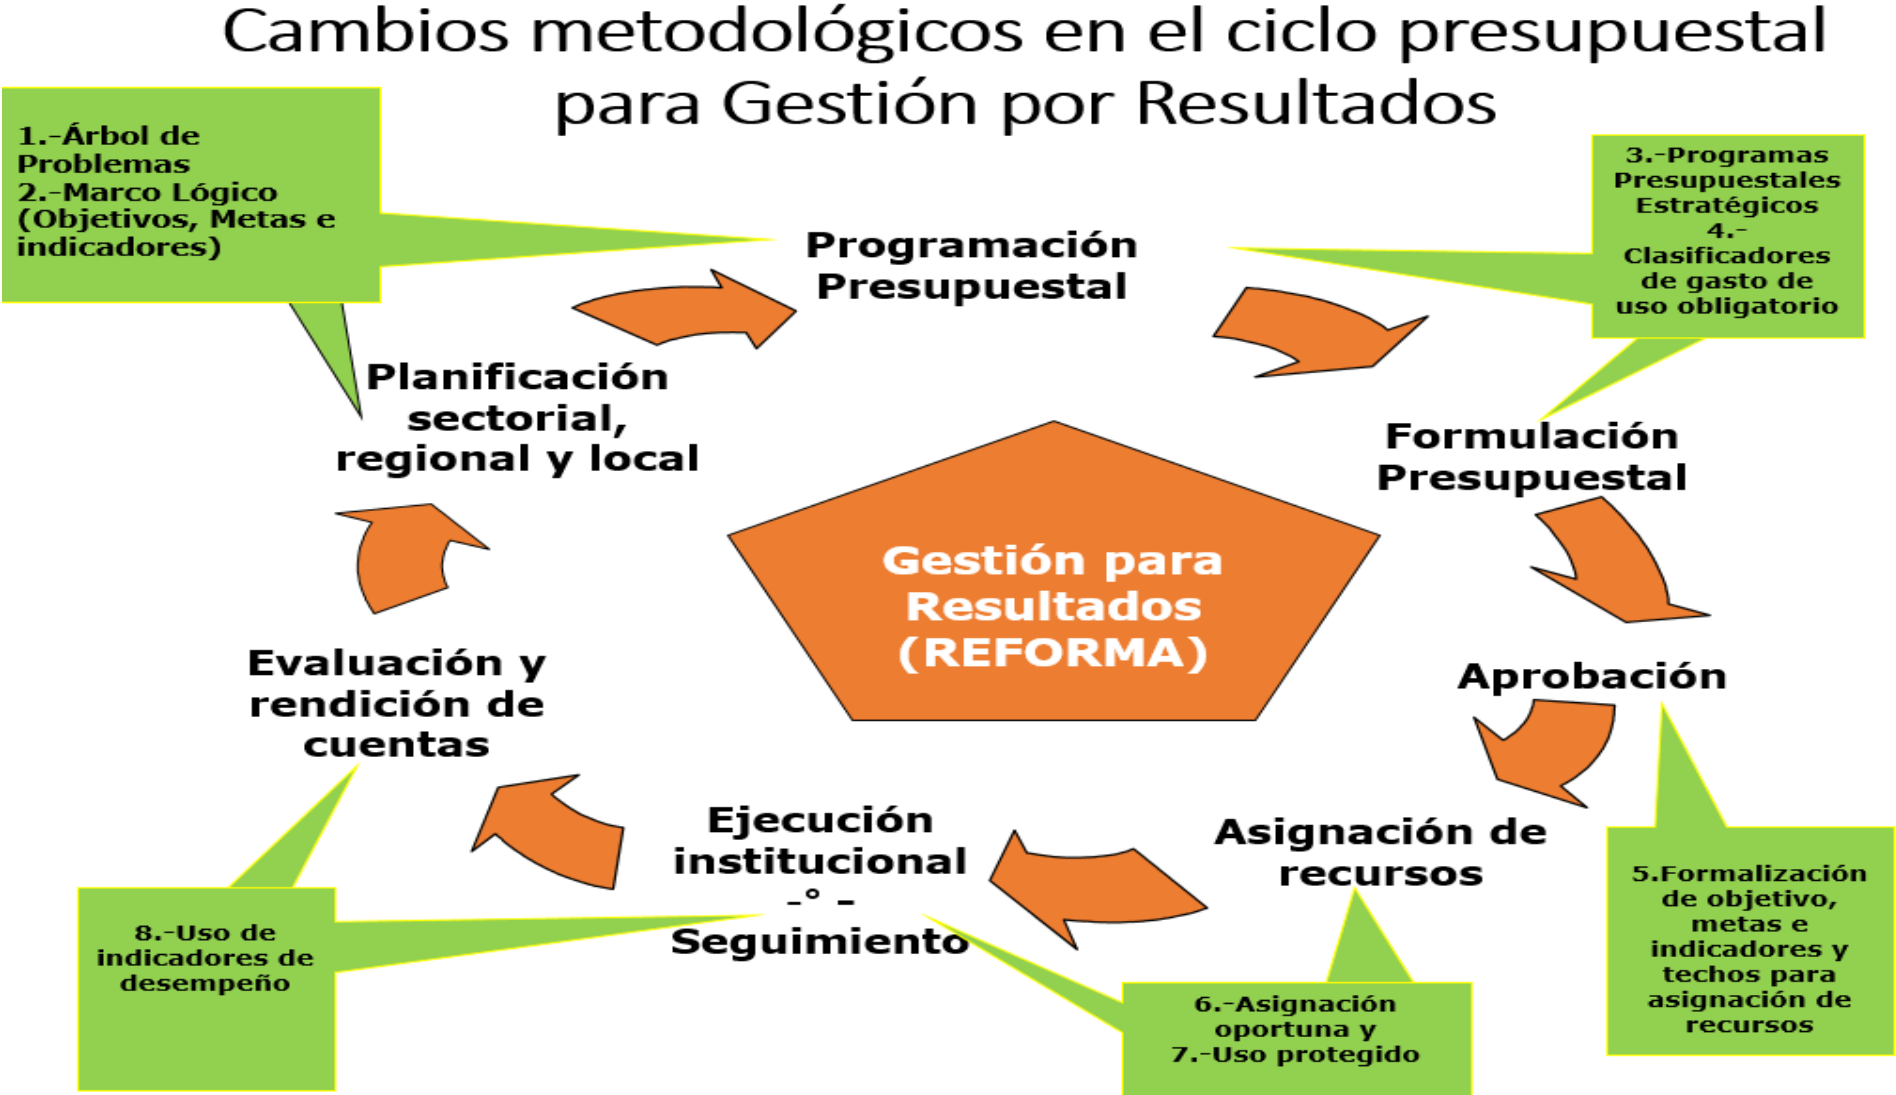 Cambios metodológicos en el ciclo presupuestal
para Gestión por Resultados
1.-Árbol de
Problemas
2.-Marco Lógico
(Objetivos, Metas e
indicadores)
3.-Programas
Presupuestales
Estratégicos
4.-
Clasificadores
de gasto de
uso obligatorio
Programación
Presupuestal
Planificación
sectorial,
regional y local
Formulación
Presupuestal
Gestión para
Resultados
(REFORMA)
Evaluación y
rendición de
cuentas
Aprobación
Ejecución
institucional
-° -
Seguimiento
Asignación de
recursos
5.Formalización
de objetivo,
metas e
indicadores y
techos para
asignación de
recursos
8.-Uso de
indicadores de
desempeño
6.-Asignación
oportuna y
7.-Uso protegido